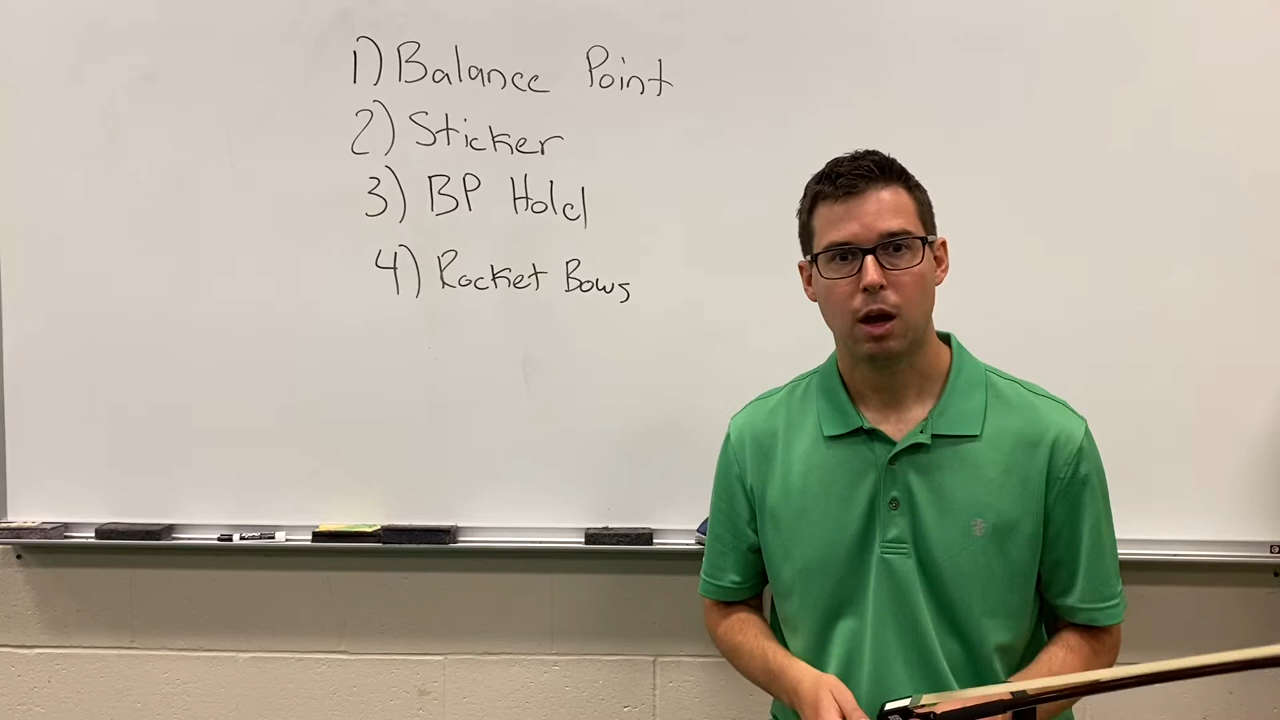 1) Balance Point
2) Sticker
3) BP Hold
4) Rocket Bows